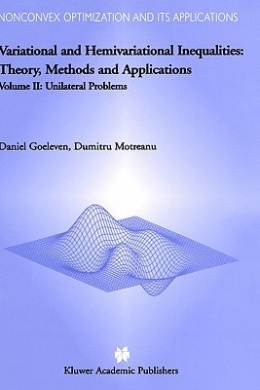 NONCONVEX OPTIMIZATION AND ITS APPLICATIONS
Variational and Hemivariational Inequalities:
Theory, Methods and Applications
Volume II: Unilateral Problems
Daniel Goeleven, Dumitru Motreanu
Kluwer Academic Publishers